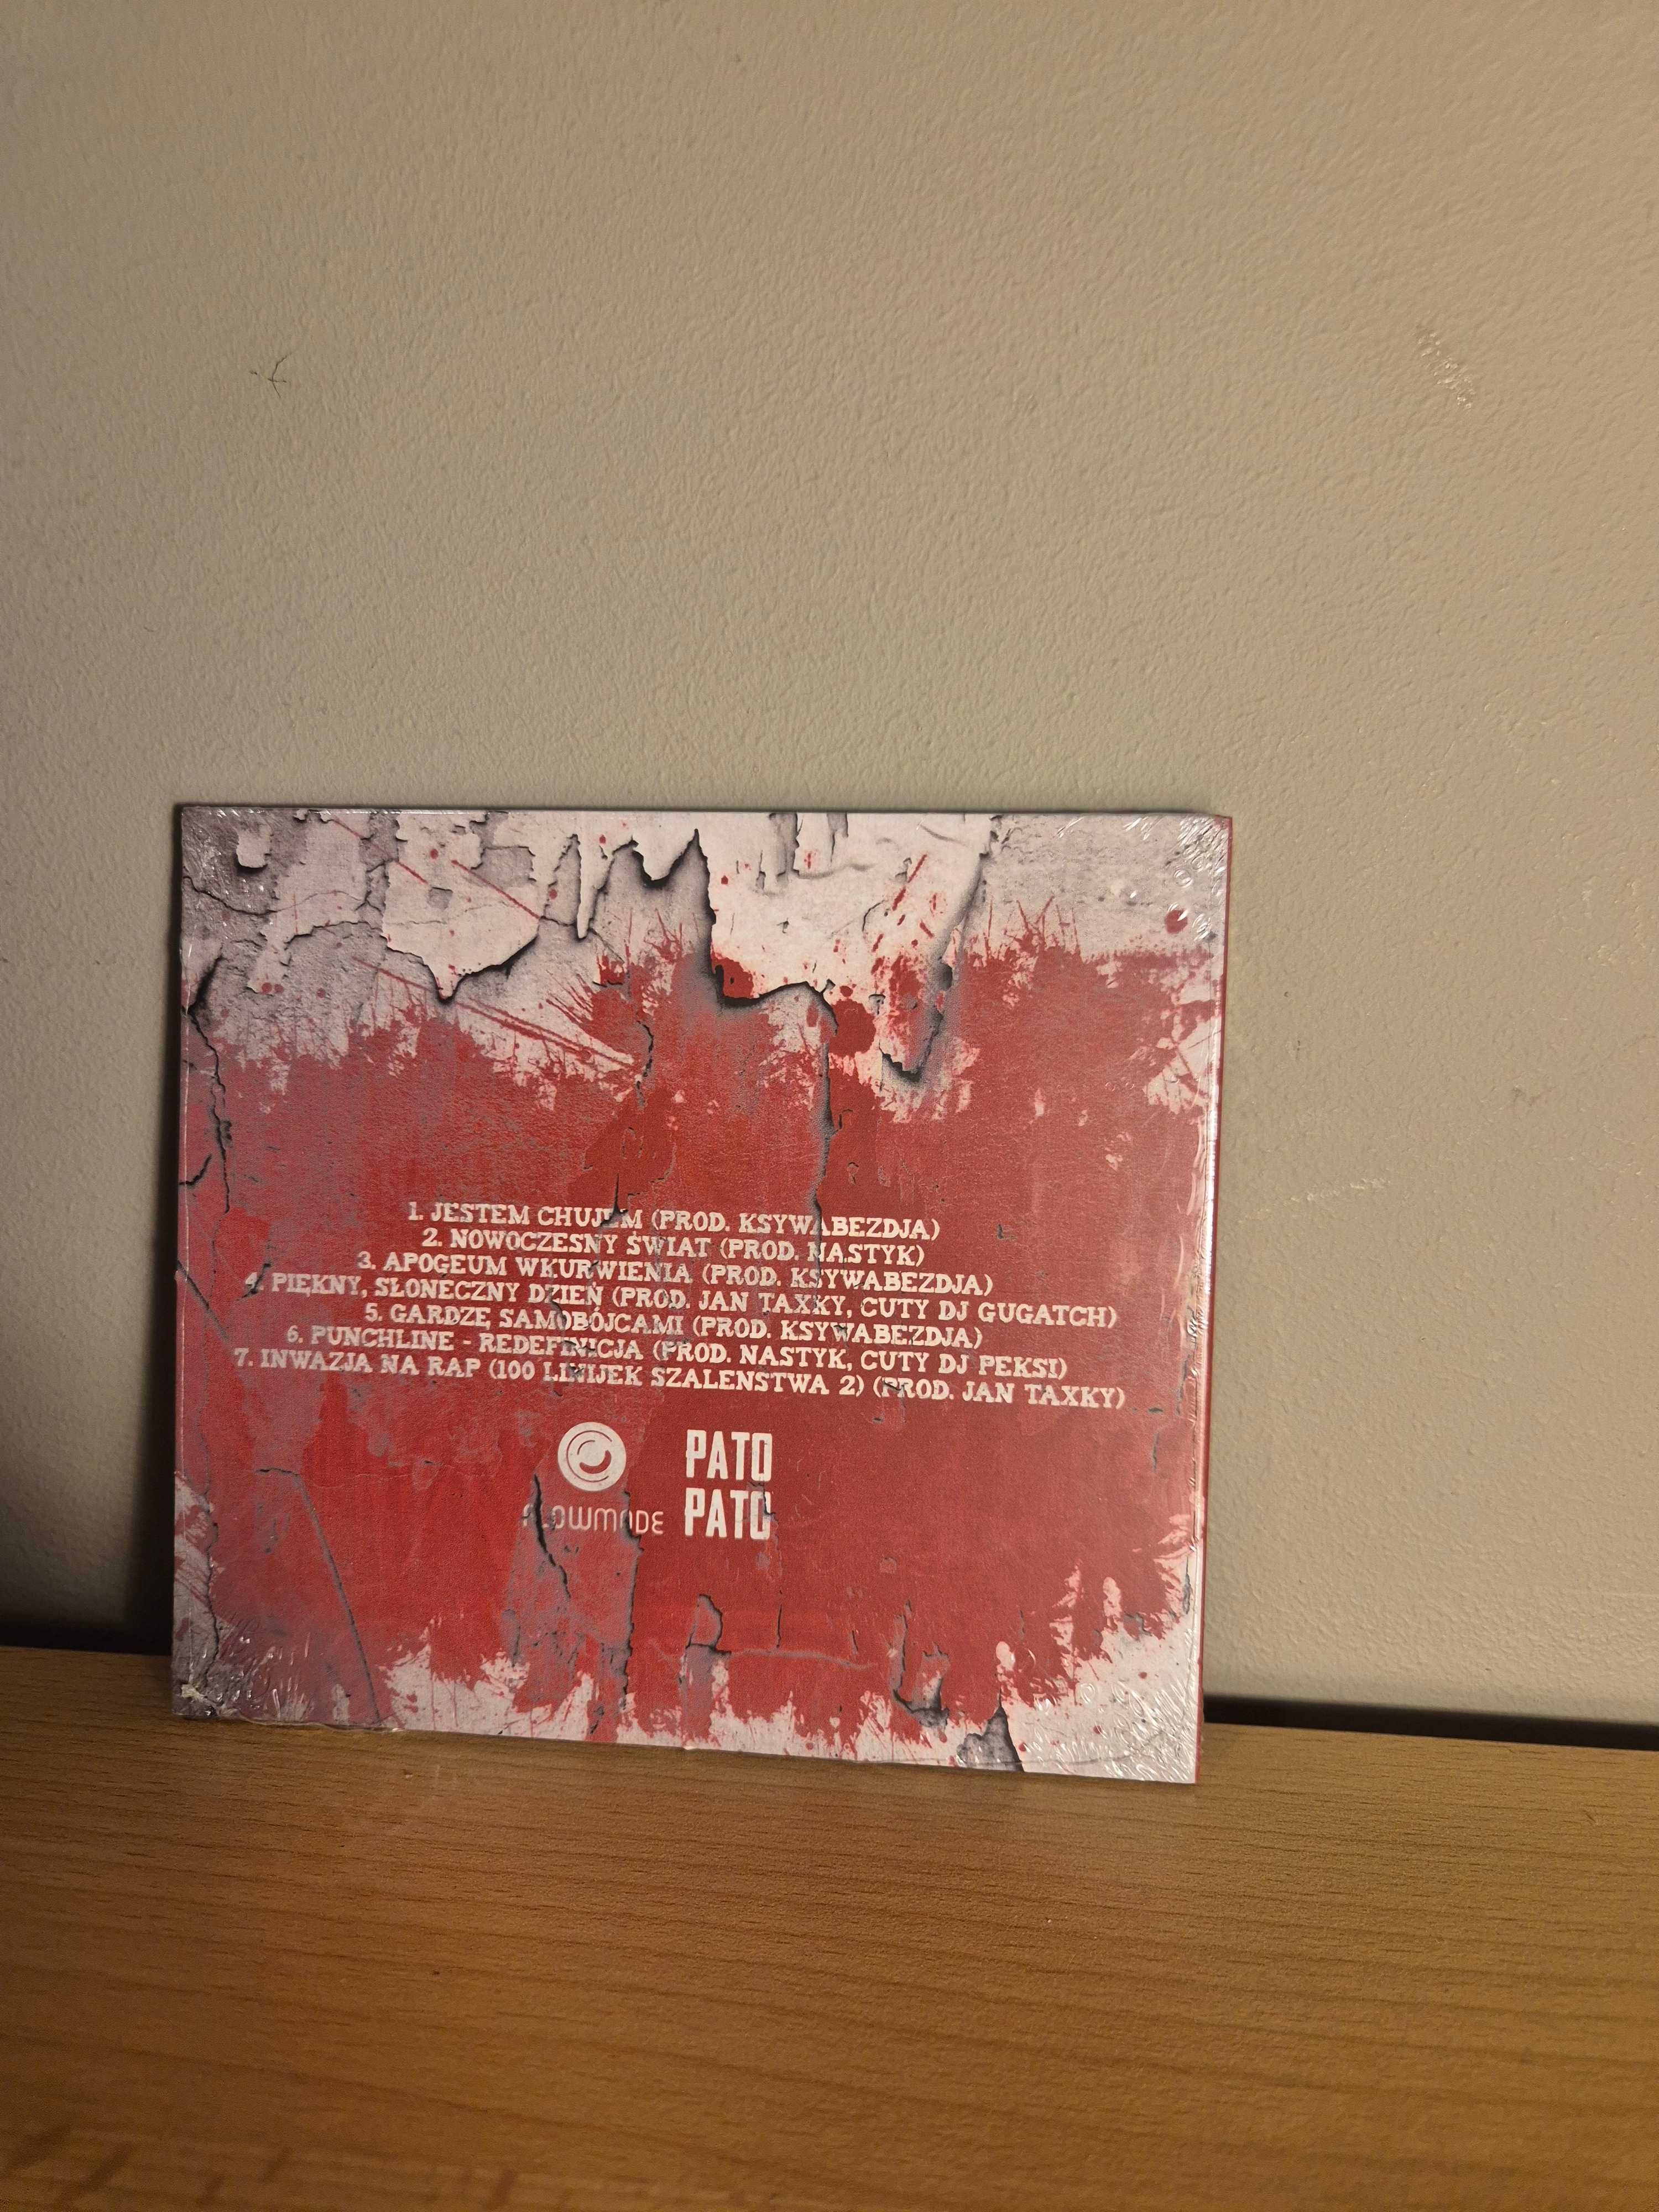 1. JESTEM CHUJEM (PROD. KSYWABEZDJA)
2. NOWOCZESNY ŚWIAT (PROD. NASTYK)
3. APOGEUM WKURWIENIA (PROD. KSYWABEZDJA)
4. PIĘKNY, SŁONECZNY DZIEŃ (PROD. JAN TAXKY, CUTY DJ GUGATCH)
5. GARDZĘ SAMOBÓJCAMI (PROD. KSYWABEZDJA)
6. PUNCHLINE - REDEFINICJA (PROD. NASTYK, CUTY DJ PEKSI)
7. INWAZJA NA RAP (100 LINIJEK SZALENSTWA 2) (PROD. JAN TAXKY)
FLOWMADE
PATO
PATO